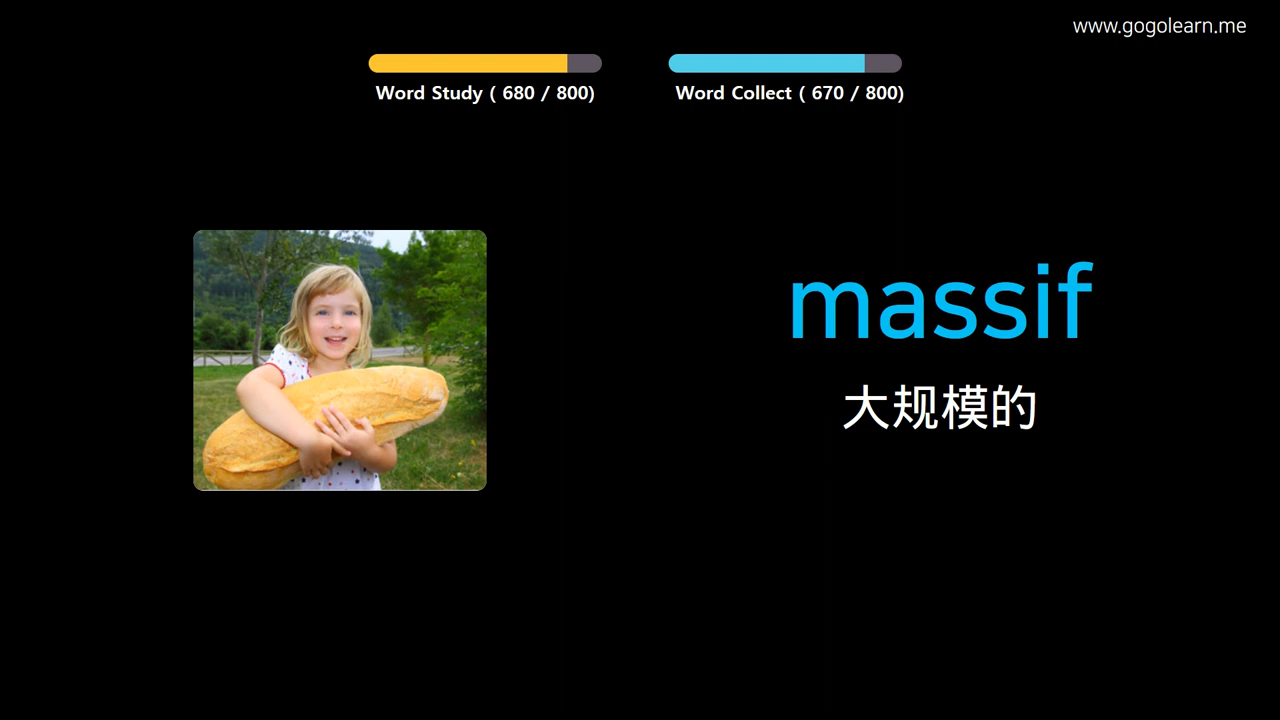 www.gogolearn.me
Word Study ( 680 / 800)
Word Collect ( 670 / 800)
massif
大规模的